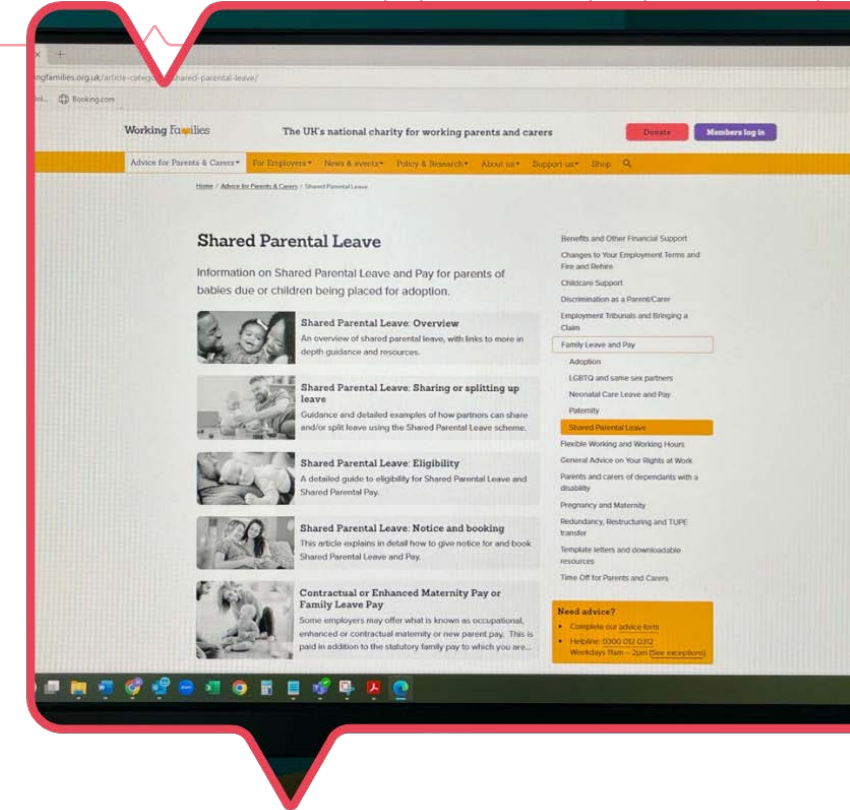 ngfamilies.org.uk/article-catego shared-parental-leave/
Booking.com
Working Families
The UK's national charity for working parents and carers
Donate
Members log in
Advice for Parents & Carers
For Employers
News & events
Policy & Research
About us
Support us
Shop
Home / Advice for Parents & Carers / Shared Parental Leave
Shared Parental Leave
Information on Shared Parental Leave and Pay for parents of
babies due or children being placed for adoption.
Shared Parental Leave: Overview
An overview of shared parental leave, with links to more in
depth guidance and resources.
Shared Parental Leave: Sharing or splitting up
leave
Guidance and detailed examples of how partners can share
and/or split leave using the Shared Parental Leave scheme.
Shared Parental Leave: Eligibility
A detailed guide to eligibility for Shared Parental Leave and
Shared Parental Pay.
Shared Parental Leave: Notice and booking
This article explains in detail how to give notice for and book
Shared Parental Leave and Pay.
Contractual or Enhanced Maternity Pay or
Family Leave Pay
Some employers may offer what is known as occupational,
enhanced or contractual maternity or new parent pay. This is
paid in addition to the statutory family pay to which you are...
Benefits and Other Financial Support
Changes to Your Employment Terms and
Fire and Rehire
Childcare Support
Discrimination as a Parent/Carer
Employment Tribunals and Bringing a
Claim
Family Leave and Pay
Adoption
LGBTQ and same sex partners
Neonatal Care Leave and Pay
Paternity
Shared Parental Leave
Flexible Working and Working Hours
General Advice on Your Rights at Work
Parents and carers of dependants with a
disability
Pregnancy and Maternity
Redundancy, Restructuring and TUPE
transfer
Template letters and downloadable
resources
Time Off for Parents and Carers
Need advice?
Complete our advice form
Helpline: 0300 012 0312
Weekdays 11am – 2pm (See exceptions)